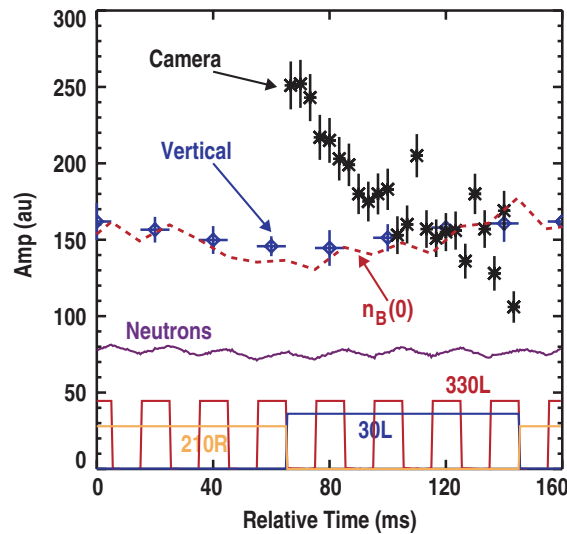 300
250
200
150
100
50
0
Amp (au)
Camera
Vertical
n_B(0)
Neutrons
330L
210R
30L
0
40
80
120
160
Relative Time (ms)